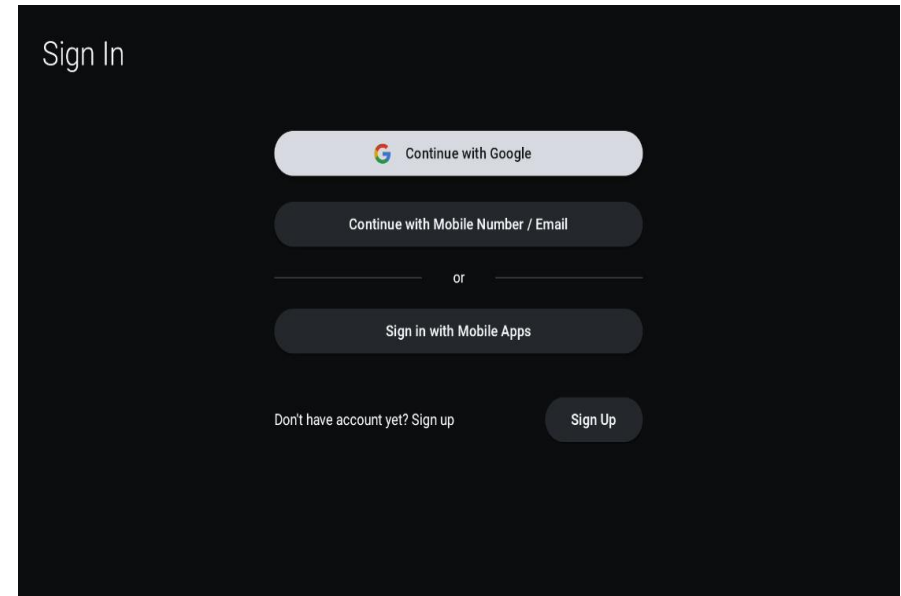 Sign In
Continue with Google
Continue with Mobile Number / Email
or
Sign in with Mobile Apps
Don't have account yet? Sign up
Sign Up